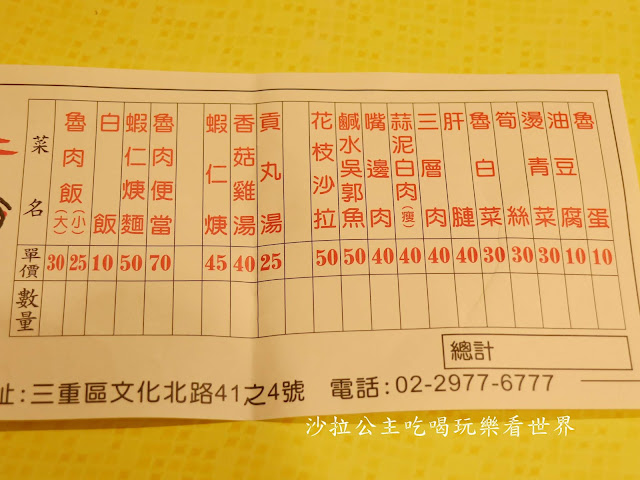 菜名 魯肉飯(大)(小) 白飯 蝦仁焿麵 魯肉便當 蝦仁焿 香菇雞湯 貢丸湯 花枝沙拉 鹹水吳郭魚 嘴邊肉 蒜泥白肉(瘦) 三層肉 肝腱 魯白菜 筍絲 燙青菜 油豆腐 魯蛋
單價 30 25 10 50 70 45 40 25 50 50 40 40 40 40 30 30 30 10 10
數量
總計
址:三重區文化北路41之4號 電話:02-2977-6777
沙拉公主吃喝玩樂看世界